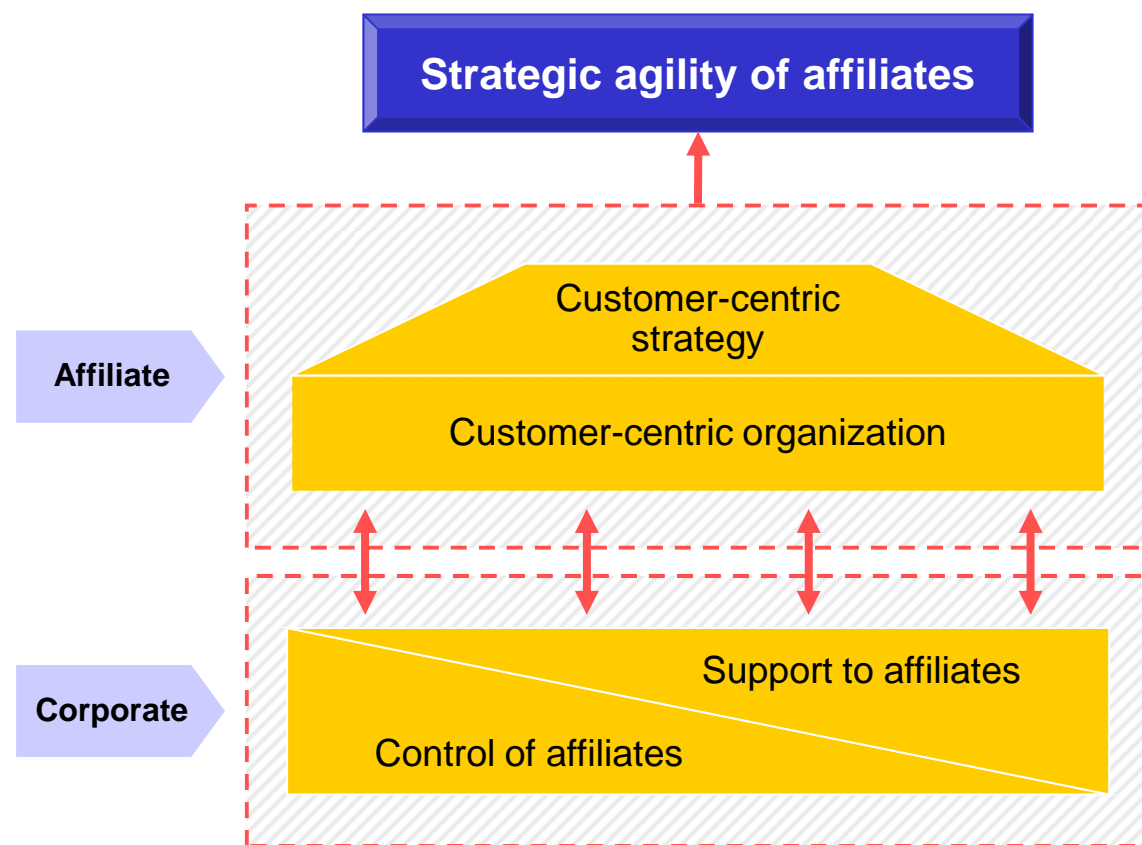 Strategic agility of affiliates
Customer-centric
strategy
Affiliate
Customer-centric organization
Support to affiliates
Corporate
Control of affiliates